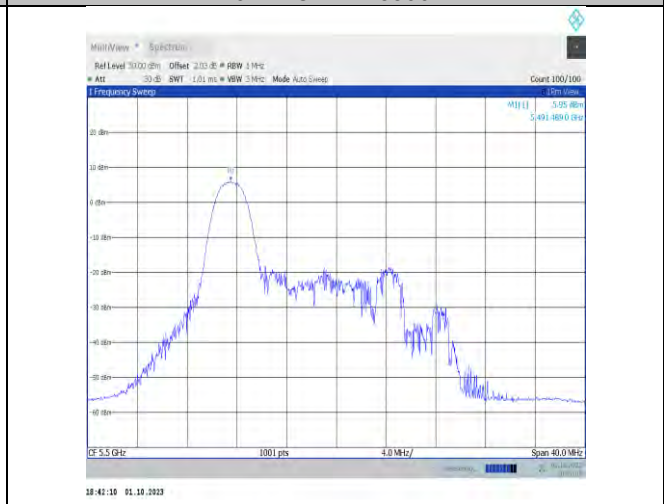 MultiView Spectrum
Ref Level 30.00 dBm Offset 2.03 dB RBW 1 MHz
Att 30 dB SWT 1.01 ms VBW 3 MHz Mode Auto Sweep Count 100/100
1 Frequency Sweep 1Rm View
M1[1] 5.95 dBm
5.491 489 0 GHz
20 dBm
M1
10 dBm
0 dBm
-10 dBm
-20 dBm
-30 dBm
-40 dBm
-50 dBm
-60 dBm
CF 5.5 GHz 1001 pts 4.0 MHz/ Span 40.0 MHz
18:42:10 01.10.2023